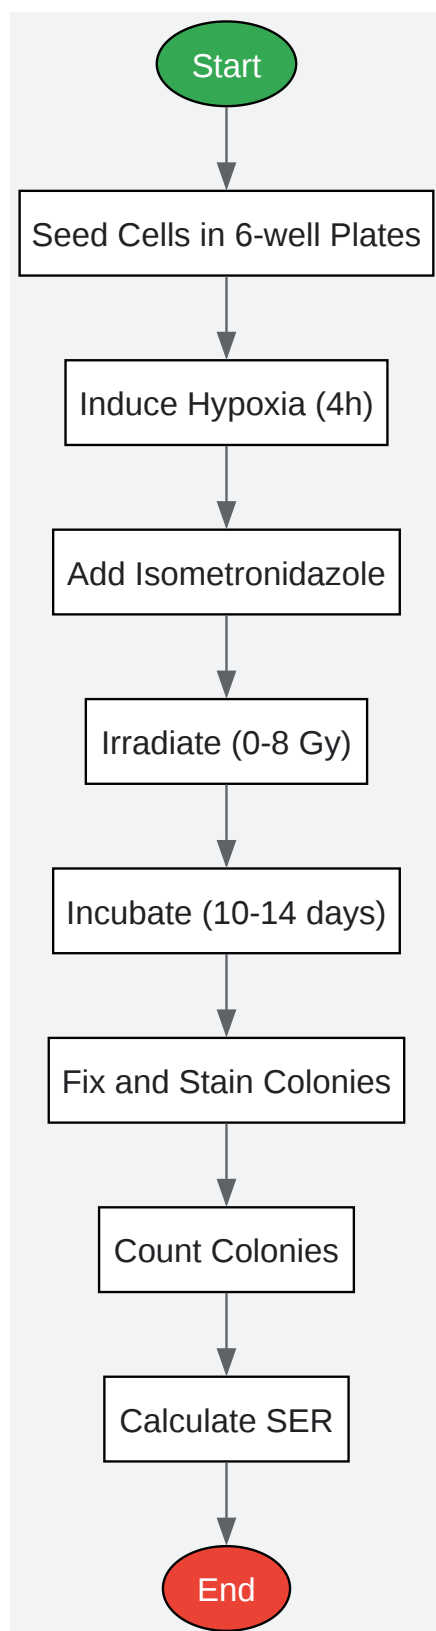 Start
Seed Cells in 6-well Plates
Induce Hypoxia (4h)
Add Isometronidazole
Irradiate (0-8 Gy)
Incubate (10-14 days)
Fix and Stain Colonies
Count Colonies
Calculate SER
End